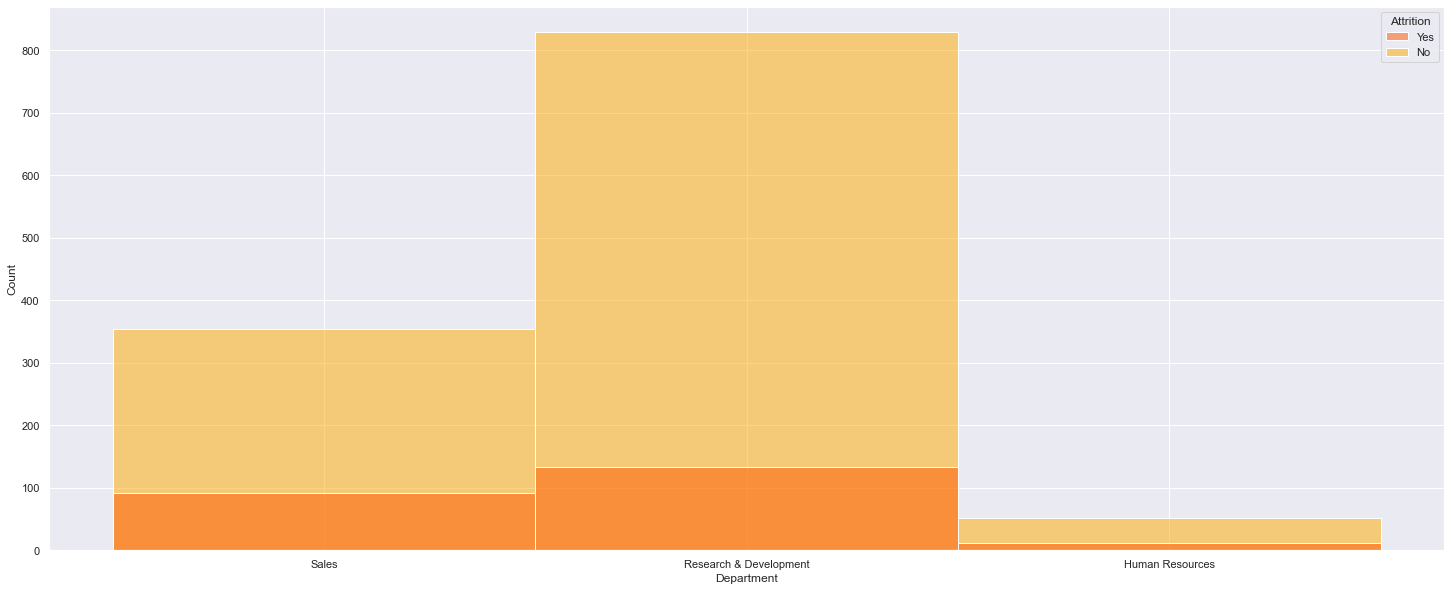 Attrition
Yes
No
800
700
600
500
400
300
200
100
0
Count
Sales
Research & Development
Human Resources
Department